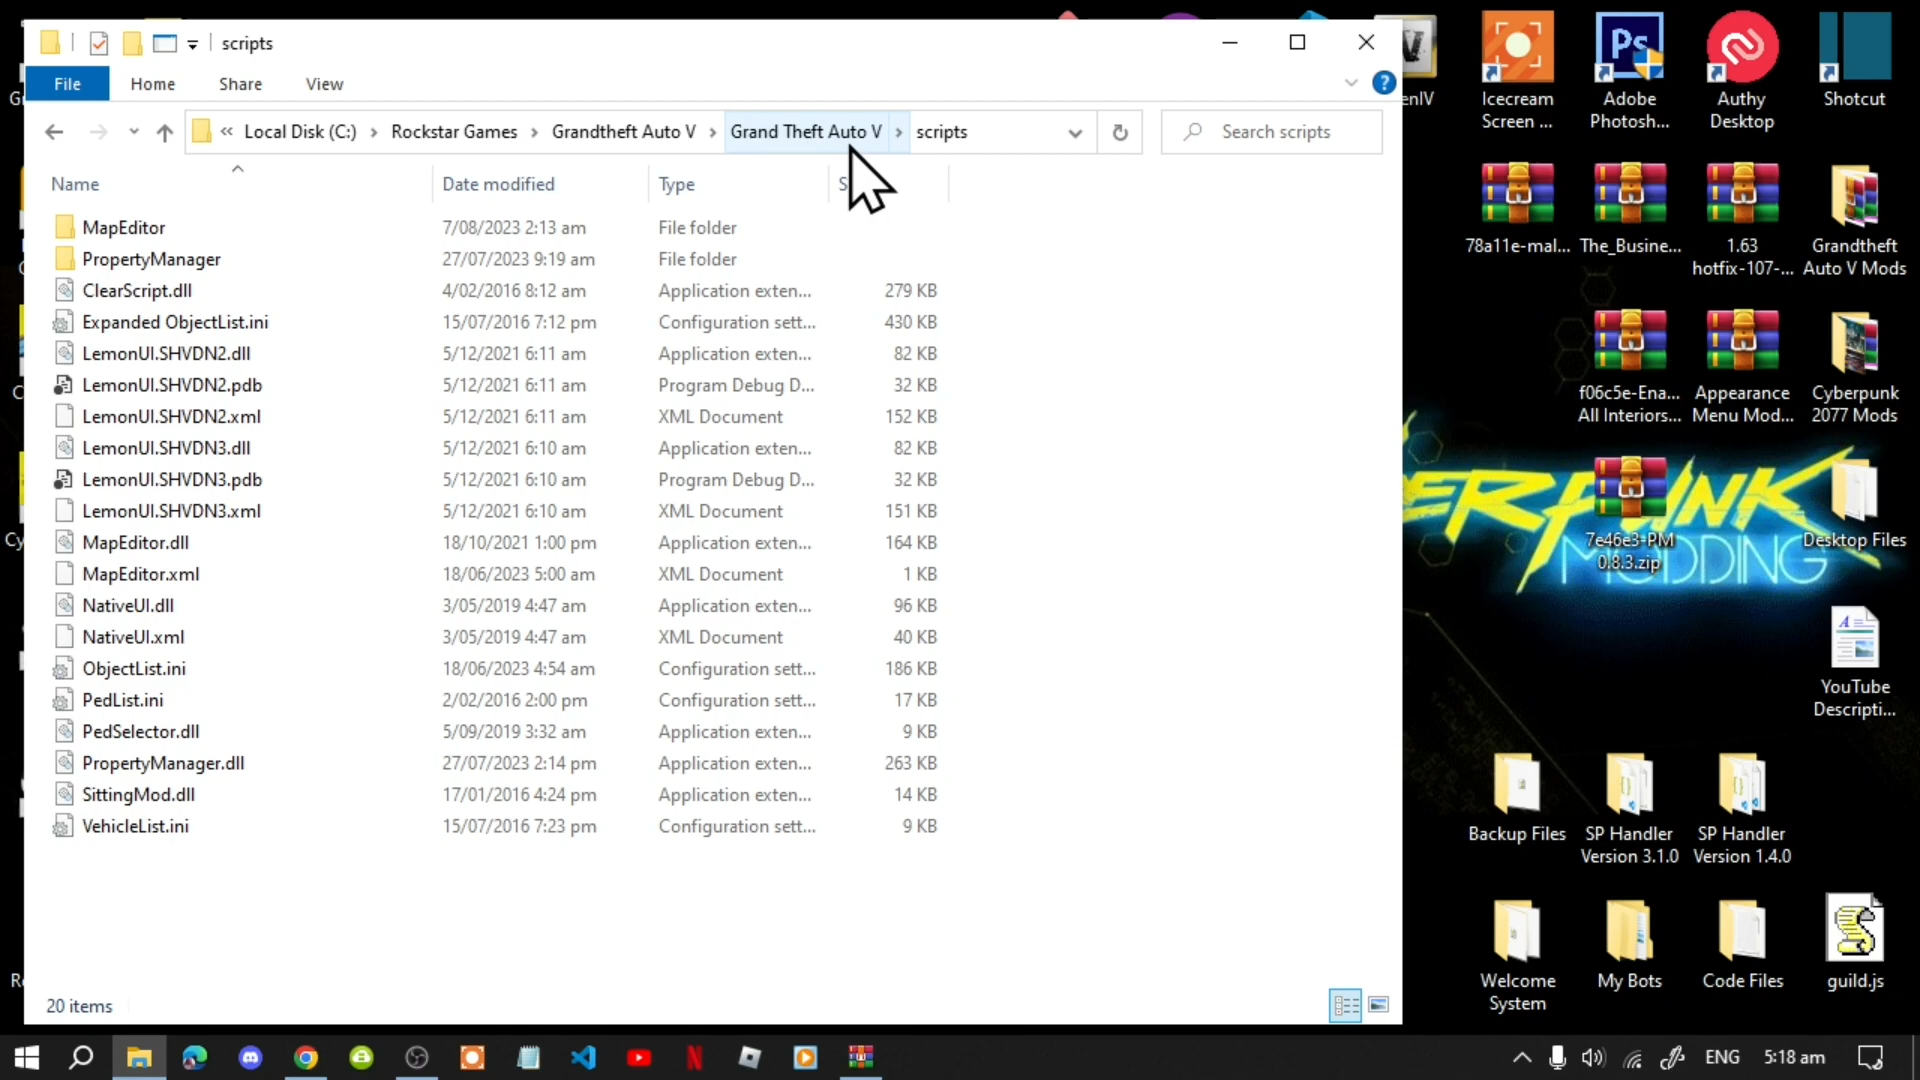 scripts
File
Home
Share
View
?
« Local Disk (C:) › Rockstar Games › Grandtheft Auto V › Grand Theft Auto V › scripts
Search scripts
Name
Date modified
Type
MapEditor 7/08/2023 2:13 am File folder
PropertyManager 27/07/2023 9:19 am File folder
ClearScript.dll 4/02/2016 8:12 am Application exten... 279 KB
Expanded ObjectList.ini 15/07/2016 7:12 pm Configuration sett... 430 KB
LemonUI.SHVDN2.dll 5/12/2021 6:11 am Application exten... 82 KB
LemonUI.SHVDN2.pdb 5/12/2021 6:11 am Program Debug D... 32 KB
LemonUI.SHVDN2.xml 5/12/2021 6:11 am XML Document 152 KB
LemonUI.SHVDN3.dll 5/12/2021 6:10 am Application exten... 82 KB
LemonUI.SHVDN3.pdb 5/12/2021 6:10 am Program Debug D... 32 KB
LemonUI.SHVDN3.xml 5/12/2021 6:10 am XML Document 151 KB
MapEditor.dll 18/10/2021 1:00 pm Application exten... 164 KB
MapEditor.xml 18/06/2023 5:00 am XML Document 1 KB
NativeUI.dll 3/05/2019 4:47 am Application exten... 96 KB
NativeUI.xml 3/05/2019 4:47 am XML Document 40 KB
ObjectList.ini 18/06/2023 4:54 am Configuration sett... 186 KB
PedList.ini 2/02/2016 2:00 pm Configuration sett... 17 KB
PedSelector.dll 5/09/2019 3:32 am Application exten... 9 KB
PropertyManager.dll 27/07/2023 2:14 pm Application exten... 263 KB
SittingMod.dll 17/01/2016 4:24 pm Application exten... 14 KB
VehicleList.ini 15/07/2016 7:23 pm Configuration sett... 9 KB
20 items
Icecream
Screen ...
Ps
Adobe
Photosh...
Authy
Desktop
Shotcut
78a11e-mal...
The_Busine...
1.63
hotfix-107-...
Grandtheft
Auto V Mods
f06c5e-Ena...
All Interiors...
Appearance
Menu Mod...
Cyberpunk
2077 Mods
7e46e3-PM
0.8.3.zip
Desktop Files
MODDING
YouTube
Descripti...
Backup Files
SP Handler
Version 3.1.0
SP Handler
Version 1.4.0
Welcome
System
My Bots
Code Files
guild.js
ENG
5:18 am